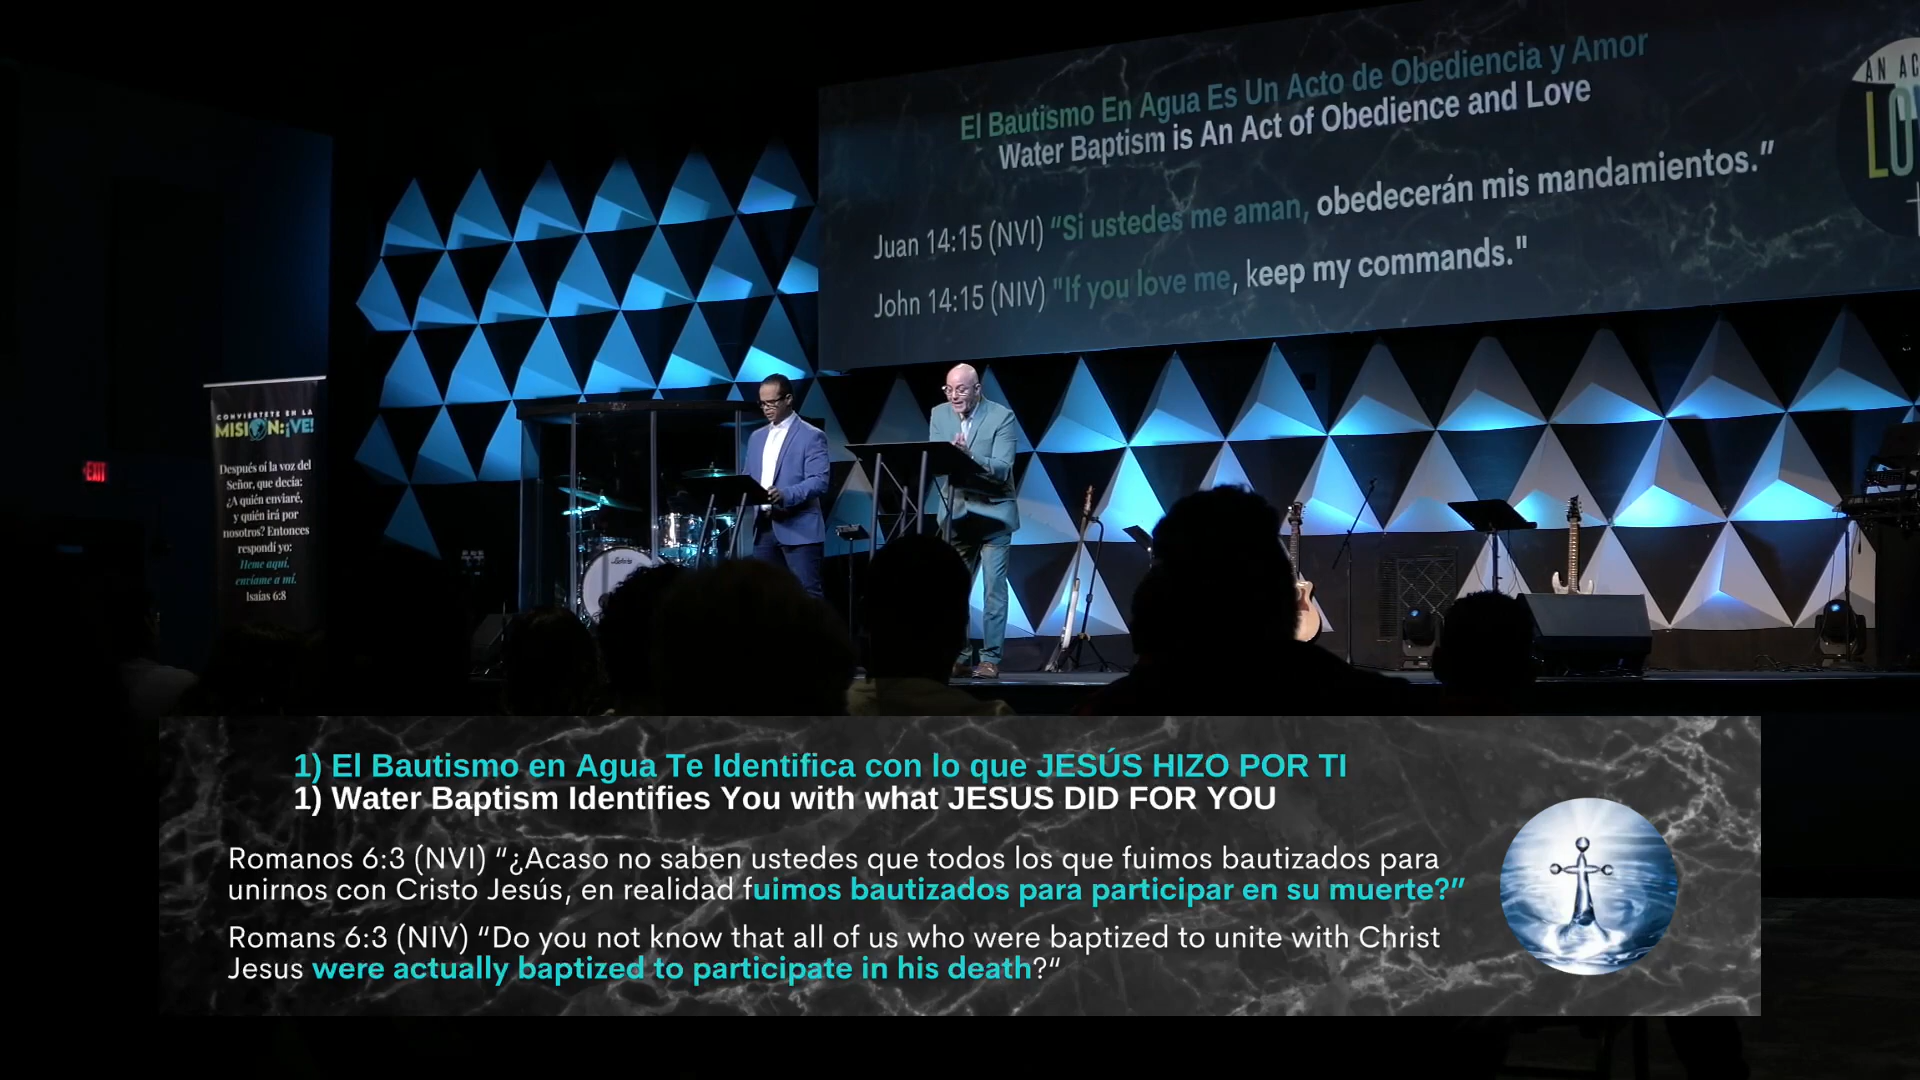 El Bautismo En Agua Es Un Acto de Obediencia y Amor
Water Baptism is An Act of Obedience and Love
Juan 14:15 (NVI) “Si ustedes me aman, obedecerán mis mandamientos.”
John 14:15 (NIV) "If you love me, keep my commands."
AN AC
LO
EXIT
CONVIÉRTETE EN LA
MISIÓN:¡VE!
Después oí la voz del
Señor, que decía:
¿A quién enviaré,
y quién irá por
nosotros? Entonces
respondí yo:
Heme aquí,
envíame a mí.
Isaías 6:8
1) El Bautismo en Agua Te Identifica con lo que JESÚS HIZO POR TI
1) Water Baptism Identifies You with what JESUS DID FOR YOU
Romanos 6:3 (NVI) “¿Acaso no saben ustedes que todos los que fuimos bautizados para
unirnos con Cristo Jesús, en realidad fuimos bautizados para participar en su muerte?”
Romans 6:3 (NIV) “Do you not know that all of us who were baptized to unite with Christ
Jesus were actually baptized to participate in his death?“